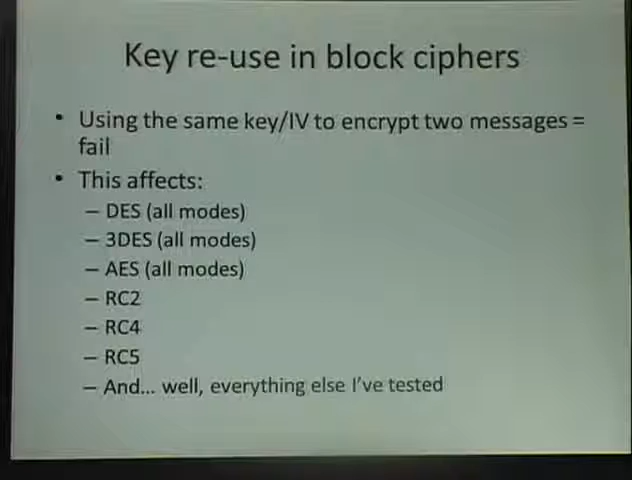 Key re-use in block ciphers
• Using the same key/IV to encrypt two messages =
fail
• This affects:
– DES (all modes)
– 3DES (all modes)
– AES (all modes)
– RC2
– RC4
– RC5
– And... well, everything else I've tested